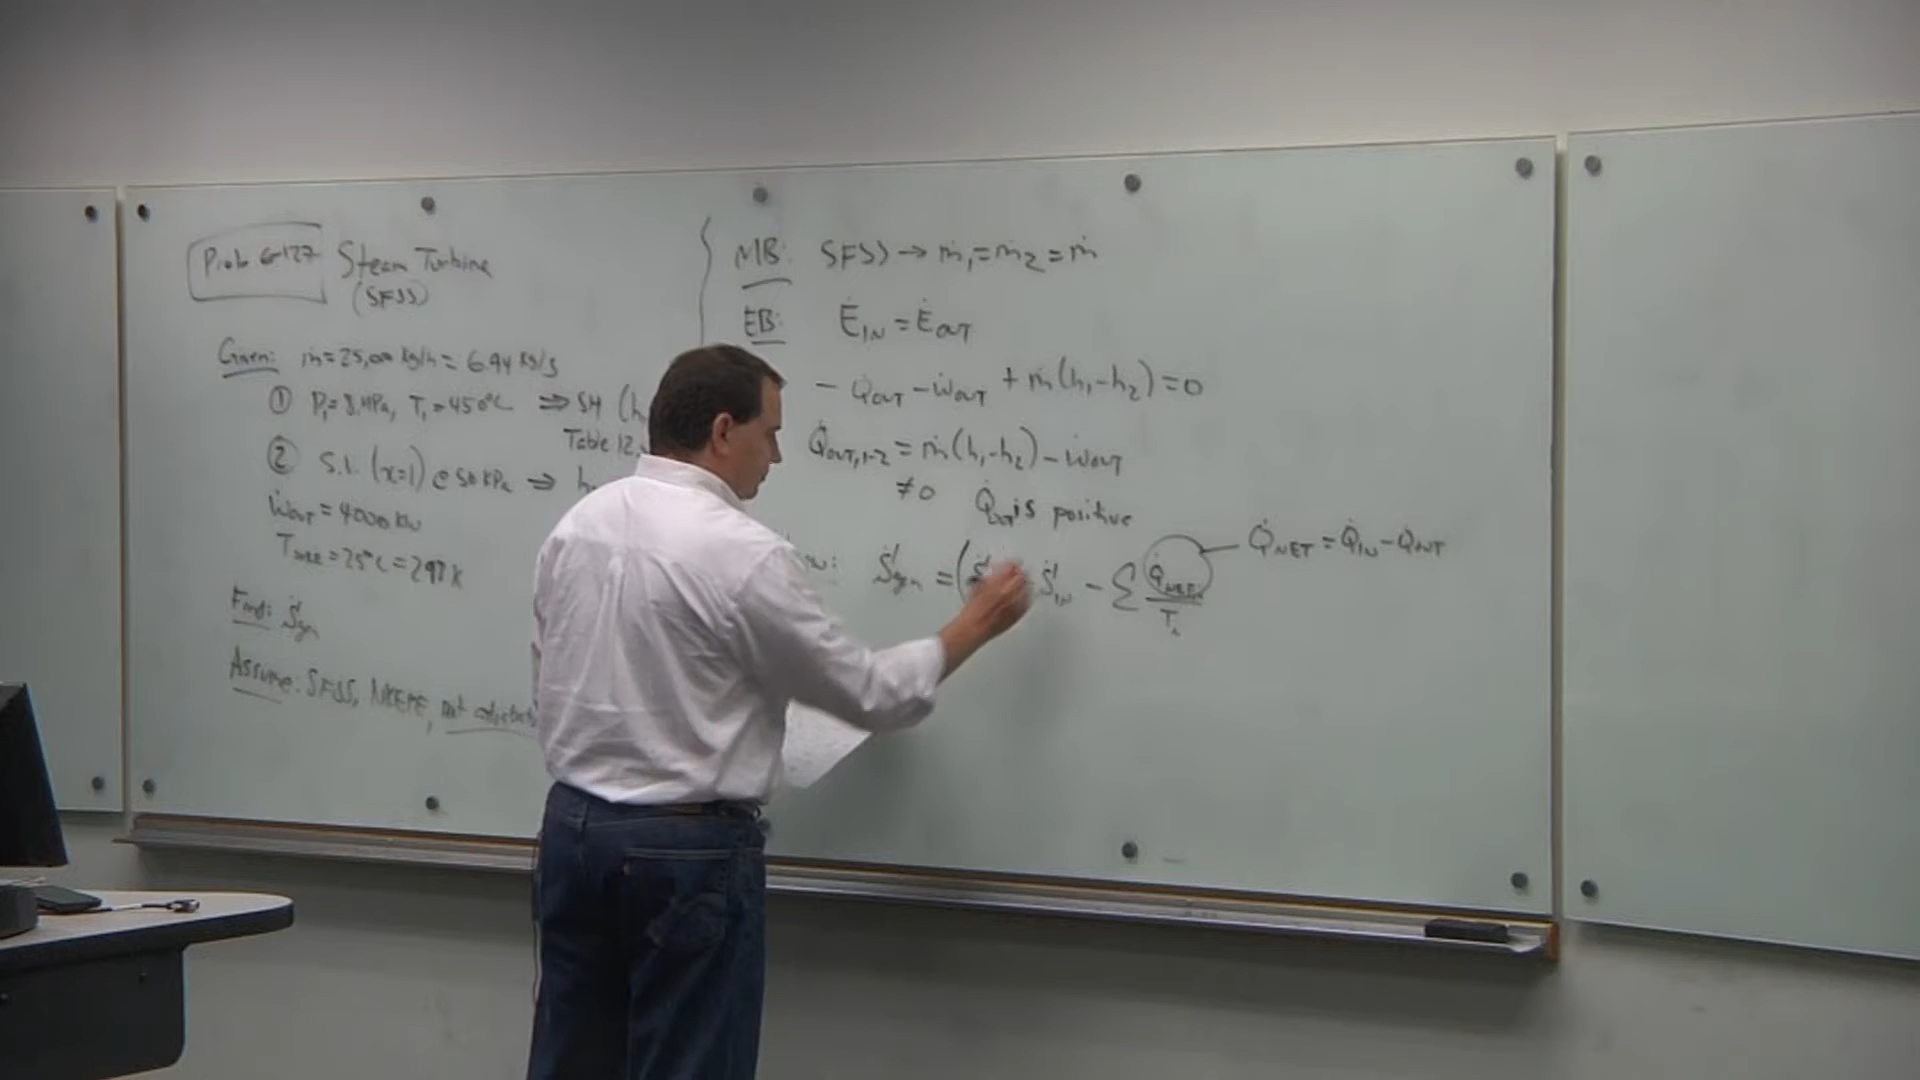 Prob 6-127 Steam Turbine
(SFSS)
Given: ṁ = 25,000 kg/h = 6.94 kg/s
① P₁ = 8 MPa, T₁ = 450°C ⇒ SH (h
Table 12.
② S.V. (x=1) @ 50 kPa ⇒ h
Ẇout = 4000 kW
Tsurr = 25°C = 298 K
Find: Ṡgen
Assume: SFSS, NKEPE, not adiabatic
MB: SFSS → ṁ₁ = ṁ₂ = ṁ
EB: ĖIN = ĖOUT
- Q̇OUT - ẆOUT + ṁ(h₁-h₂) = 0
Q̇OUT,1-2 = ṁ(h₁-h₂) - ẆOUT
≠0 Q̇OUT is positive
Ṡgen = (Ṡ ṠIN - Σ Q̇NET,i / Tᵢ
Q̇NET = Q̇IN - Q̇OUT